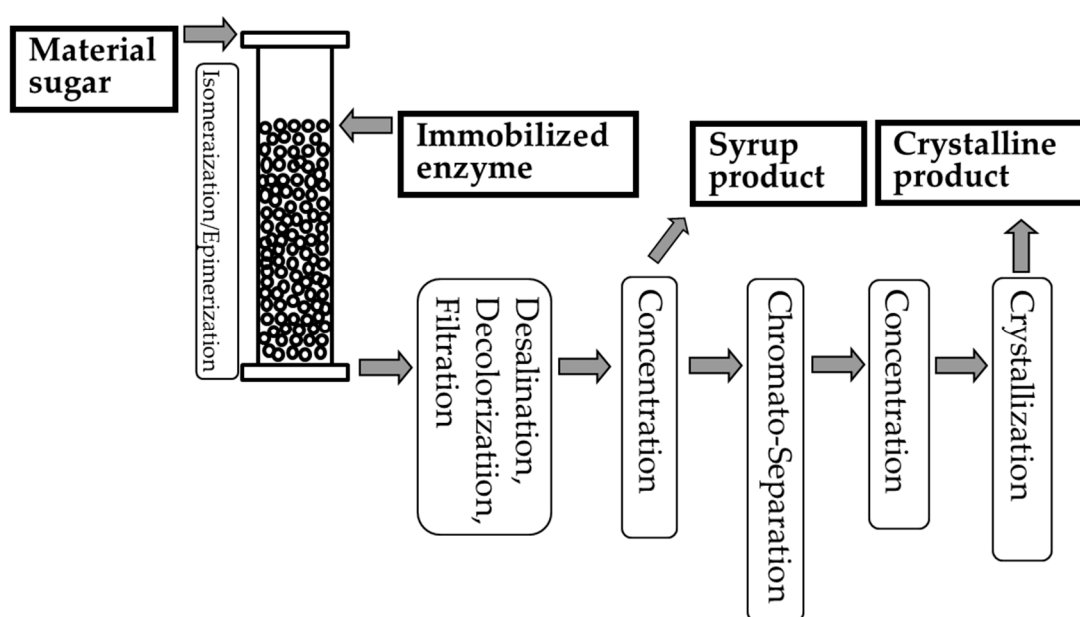 Material
sugar
Isomeraization/Epimerization
Immobilized
enzyme
Syrup
product
Crystalline
product
Desalination,
Decolorizatiion,
Filtration
Concentration
Chromato-Separation
Concentration
Crystallization